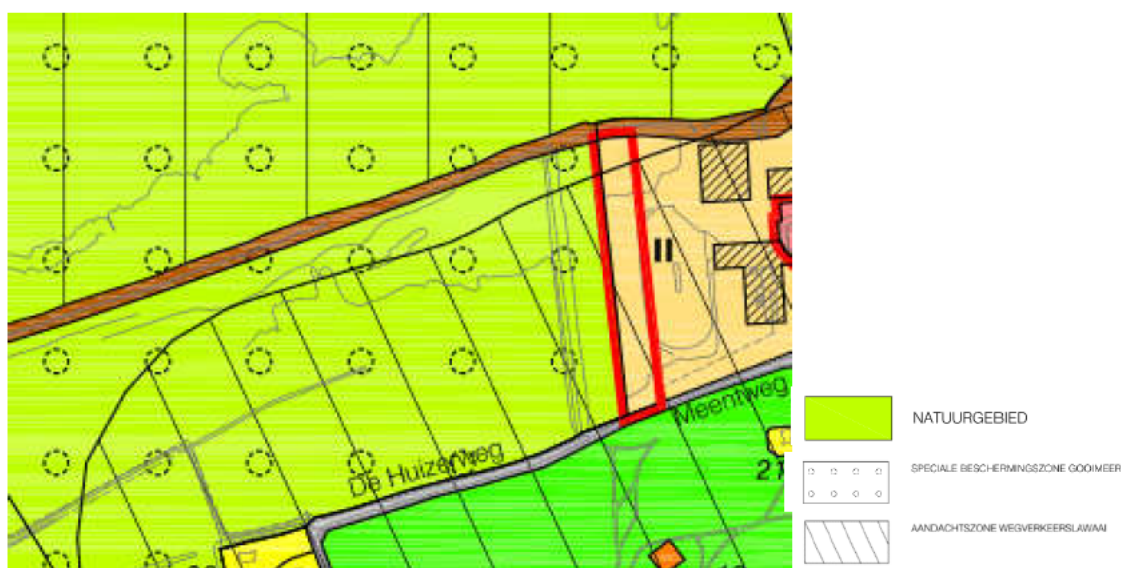 II
Meentweg
De Huizerweg
NATUURGEBIED
SPECIALE BESCHERMINGSZONE GOOIMEER
AANDACHTSZONE WEGVERKEERSLAWAAI